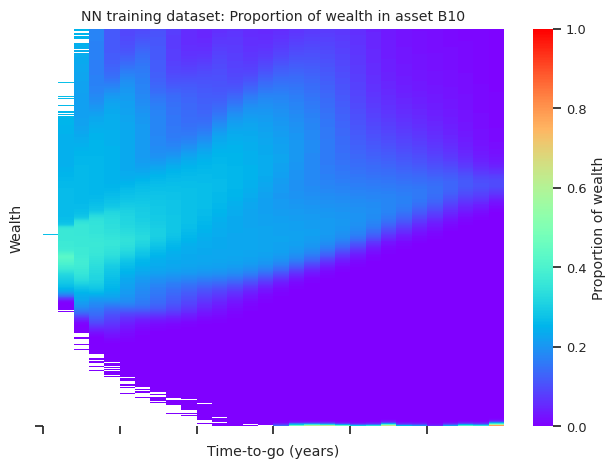 NN training dataset: Proportion of wealth in asset B10
Wealth
Time-to-go (years)
1.0
0.8
0.6
0.4
0.2
0.0
Proportion of wealth